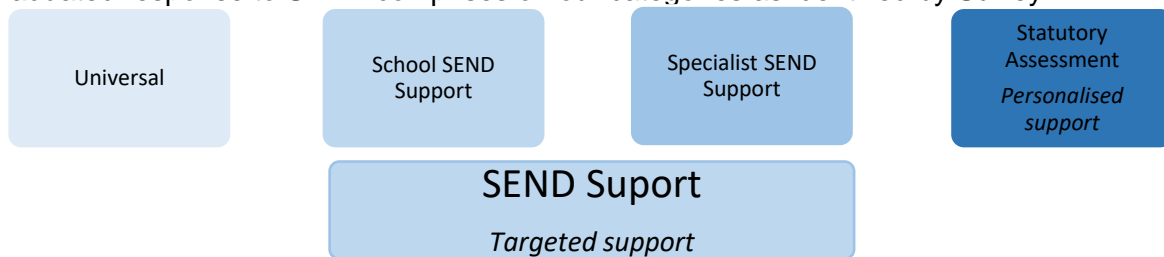 Universal
School SEND
Support
Specialist SEND
Support
Statutory
Assessment
Personalised
support
SEND Suport
Targeted support